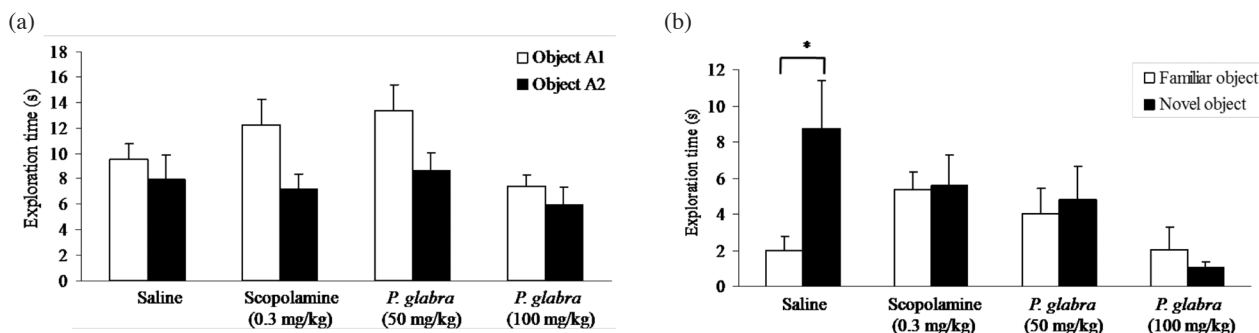 (a)
18
16
14
12
10
8
6
4
2
0
Exploration time (s)
Object A1
Object A2
Saline
Scopolamine
(0.3 mg/kg)
P. glabra
(50 mg/kg)
P. glabra
(100 mg/kg)
(b)
*
12
10
8
6
4
2
0
Exploration time (s)
Familiar object
Novel object
Saline
Scopolamine
(0.3 mg/kg)
P. glabra
(50 mg/kg)
P. glabra
(100 mg/kg)